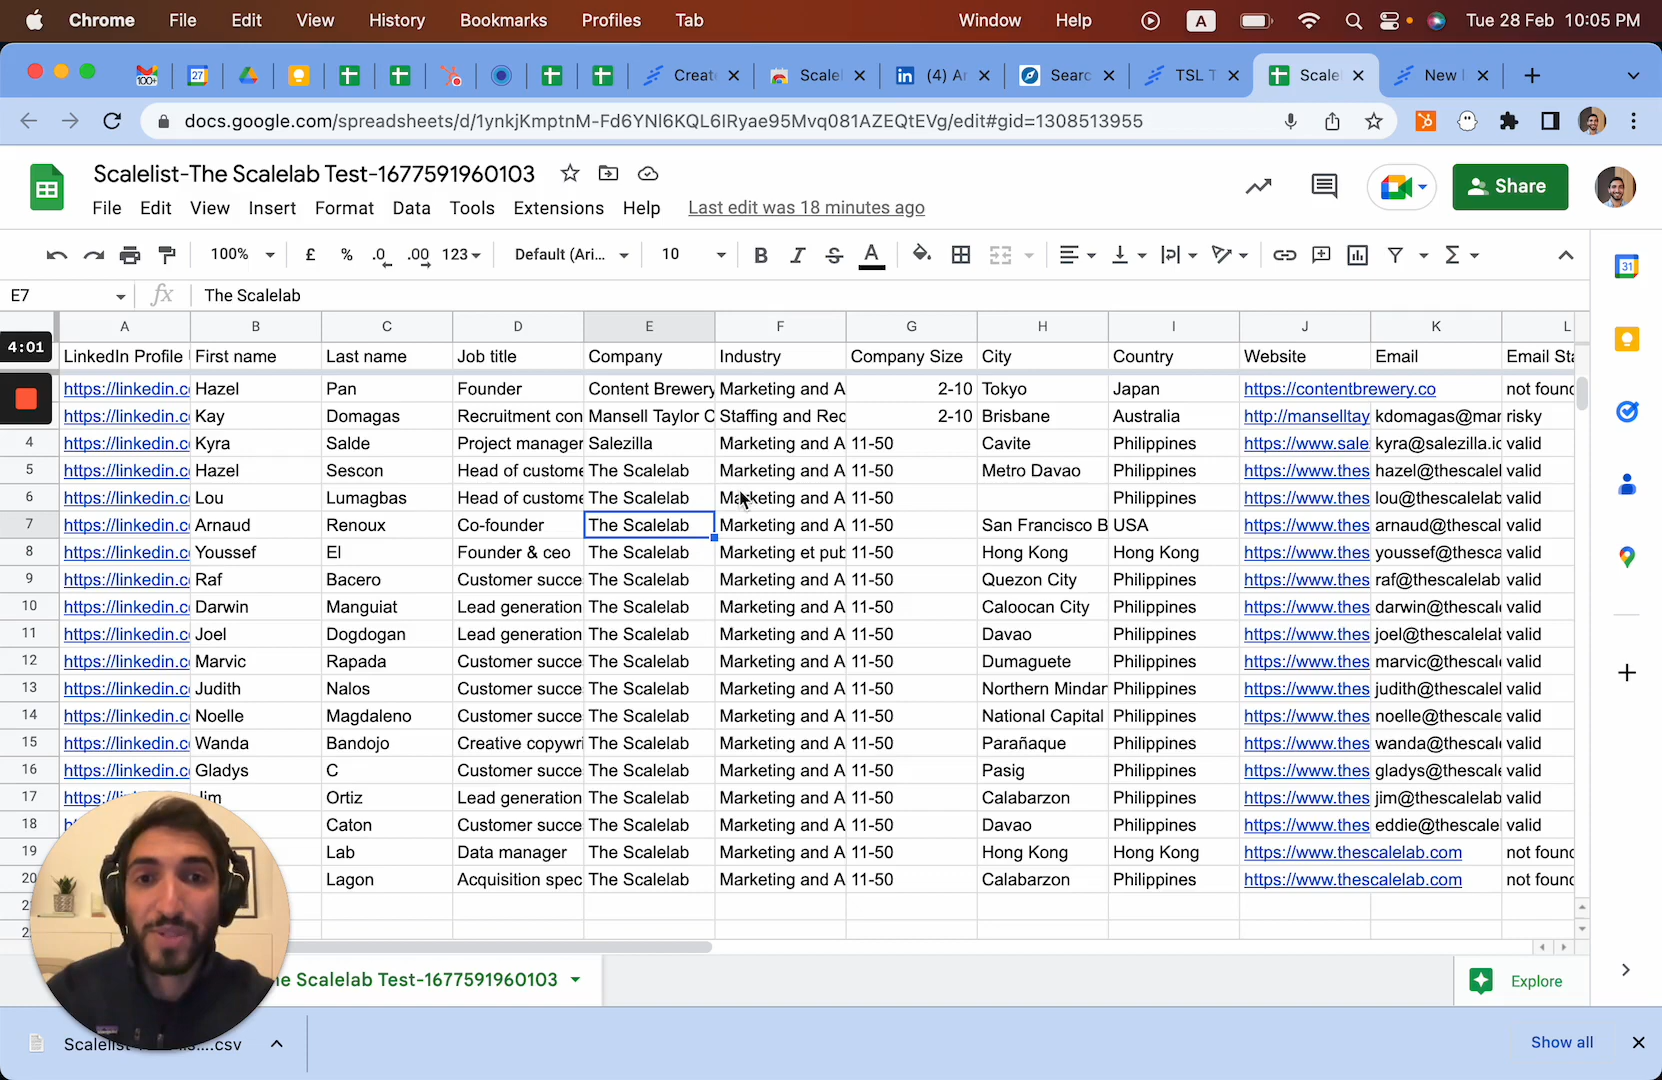 Chrome File Edit View History Bookmarks Profiles Tab Window Help A Tue 28 Feb 10:05 PM
100+ 27 Create Scalel (4) Ar Searc TSL T Scalel New
docs.google.com/spreadsheets/d/1ynkjKmptnM-Fd6YNl6KQL6IRyae95Mvq081AZEQtEVg/edit#gid=1308513955
Scalelist-The Scalelab Test-1677591960103
Share
File Edit View Insert Format Data Tools Extensions Help Last edit was 18 minutes ago
100% £ % .0 .00 123 Default (Ari... 10 B I S A Σ
31
E7 fx The Scalelab
A B C D E F G H I J K L
4:01
LinkedIn Profile First name Last name Job title Company Industry Company Size City Country Website Email Email Sta
https://linkedin.c Hazel Pan Founder Content Brewery Marketing and A 2-10 Tokyo Japan https://contentbrewery.co not found
https://linkedin.c Kay Domagas Recruitment con Mansell Taylor C Staffing and Rec 2-10 Brisbane Australia http://manselltay kdomagas@mar risky
4 https://linkedin.c Kyra Salde Project manager Salezilla Marketing and A 11-50 Cavite Philippines https://www.sale kyra@salezilla.io valid
5 https://linkedin.c Hazel Sescon Head of custome The Scalelab Marketing and A 11-50 Metro Davao Philippines https://www.thes hazel@thescalel valid
6 https://linkedin.c Lou Lumagbas Head of custome The Scalelab Marketing and A 11-50 Philippines https://www.thes lou@thescalelab valid
7 https://linkedin.c Arnaud Renoux Co-founder The Scalelab Marketing and A 11-50 San Francisco B USA https://www.thes arnaud@thescal valid
8 https://linkedin.c Youssef El Founder & ceo The Scalelab Marketing et pub 11-50 Hong Kong Hong Kong https://www.thes youssef@thesca valid
9 https://linkedin.c Raf Bacero Customer succe The Scalelab Marketing and A 11-50 Quezon City Philippines https://www.thes raf@thescalelab valid
10 https://linkedin.c Darwin Manguiat Lead generation The Scalelab Marketing and A 11-50 Caloocan City Philippines https://www.thes darwin@thescale valid
11 https://linkedin.c Joel Dogdogan Lead generation The Scalelab Marketing and A 11-50 Davao Philippines https://www.thes joel@thescalelab valid
12 https://linkedin.c Marvic Rapada Customer succe The Scalelab Marketing and A 11-50 Dumaguete Philippines https://www.thes marvic@thescale valid
13 https://linkedin.c Judith Nalos Customer succe The Scalelab Marketing and A 11-50 Northern Mindar Philippines https://www.thes judith@thescalel valid
14 https://linkedin.c Noelle Magdaleno Customer succe The Scalelab Marketing and A 11-50 National Capital Philippines https://www.thes noelle@thescale valid
15 https://linkedin.c Wanda Bandojo Creative copywri The Scalelab Marketing and A 11-50 Parañaque Philippines https://www.thes wanda@thescale valid
16 https://linkedin.c Gladys C Customer succe The Scalelab Marketing and A 11-50 Pasig Philippines https://www.thes gladys@thescale valid
17 https://li Jim Ortiz Lead generation The Scalelab Marketing and A 11-50 Calabarzon Philippines https://www.thes jim@thescalelab valid
18 Caton Customer succe The Scalelab Marketing and A 11-50 Davao Philippines https://www.thes eddie@thescale valid
19 Lab Data manager The Scalelab Marketing and A 11-50 Hong Kong Hong Kong https://www.thescalelab.com not found
20 Lagon Acquisition spec The Scalelab Marketing and A 11-50 Calabarzon Philippines https://www.thescalelab.com not found
he Scalelab Test-1677591960103 Explore
Scalelist .csv Show all